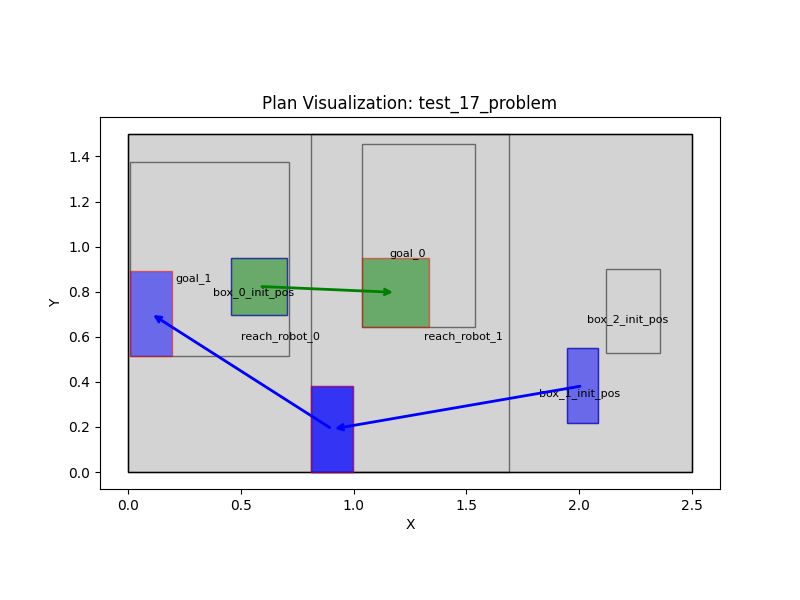 Plan Visualization: test_17_problem
Y
1.4
1.2
1.0
0.8
0.6
0.4
0.2
0.0
goal_0
goal_1
box_0_init_pos
box_2_init_pos
reach_robot_0
reach_robot_1
box_1_init_pos
0.0 0.5 1.0 1.5 2.0 2.5
X